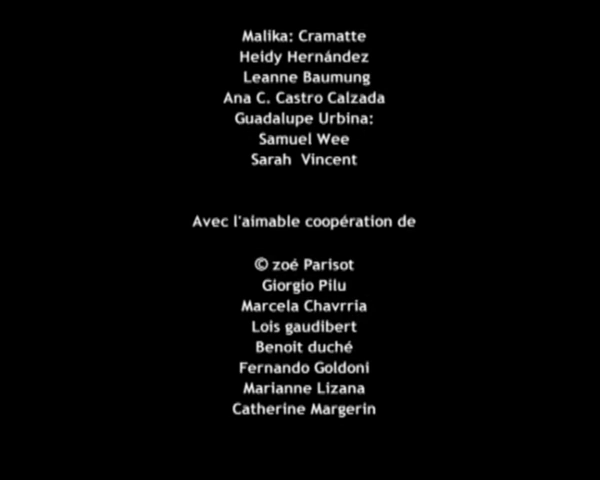 Malika: Cramatte
Heidy Hernández
Leanne Baumung
Ana C. Castro Calzada
Guadalupe Urbina:
Samuel Wee
Sarah Vincent
Avec l'aimable coopération de
© zoé Parisot
Giorgio Pilu
Marcela Chavrria
Lois gaudibert
Benoit duché
Fernando Goldoni
Marianne Lizana
Catherine Margerin